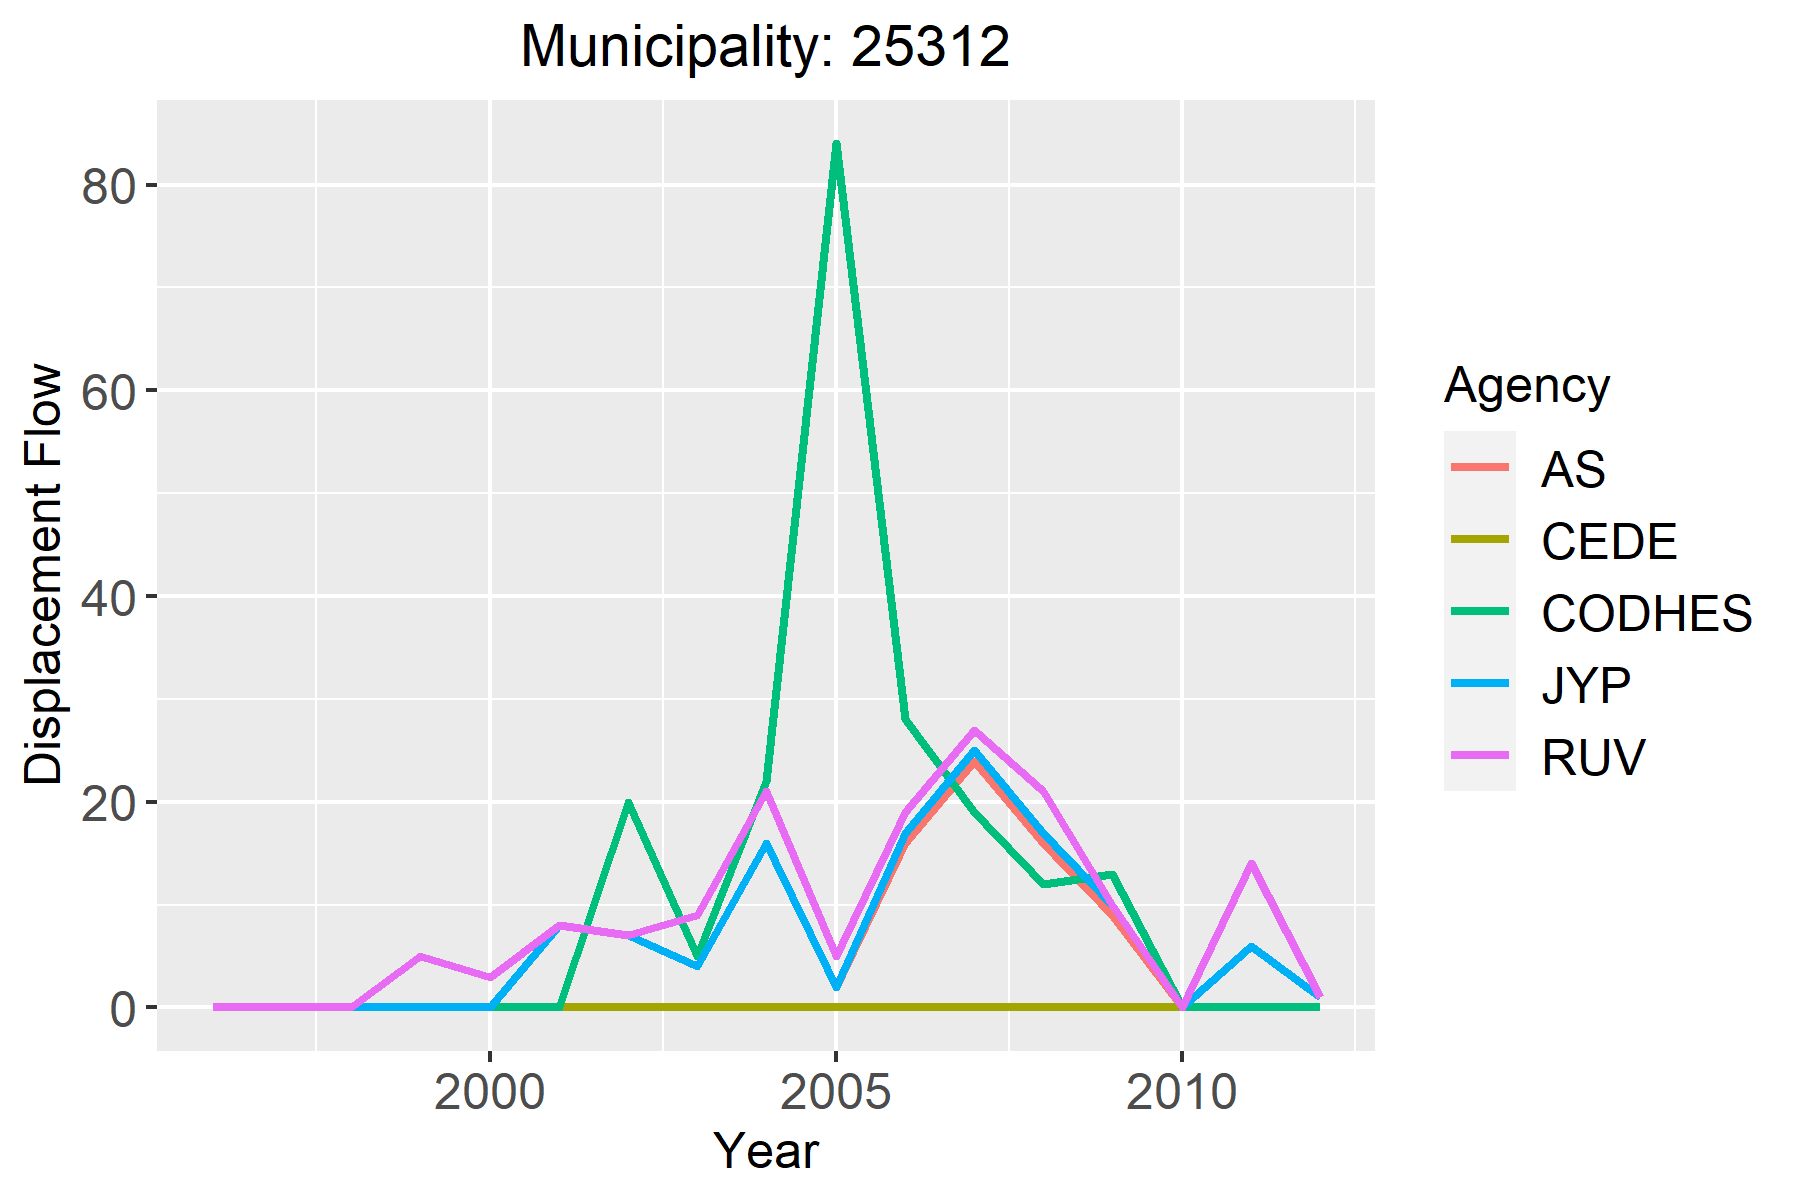 Municipality: 25312
80
60
40
20
0
Displacement Flow
2000
2005
2010
Year
Agency
AS
CEDE
CODHES
JYP
RUV